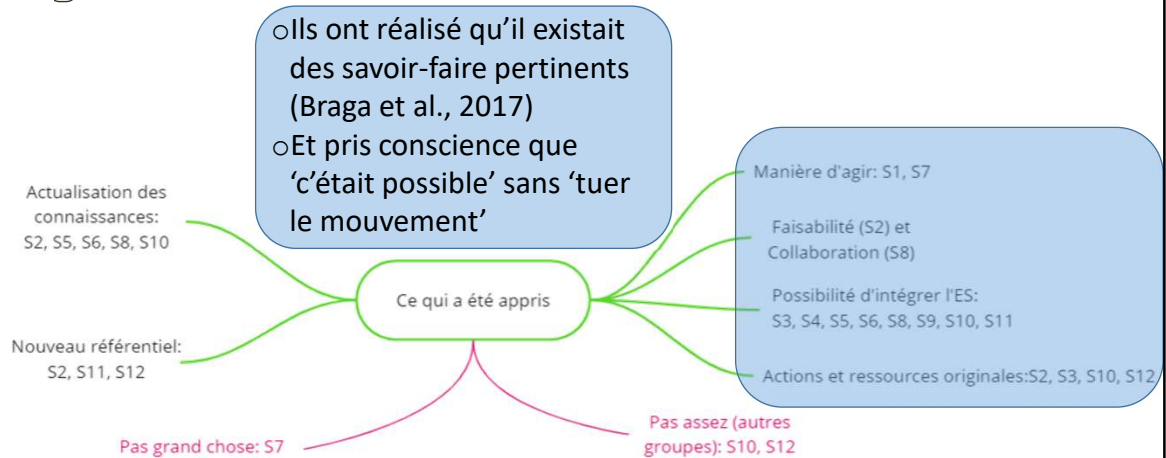 ○Ils ont réalisé qu'il existait
des savoir-faire pertinents
(Braga et al., 2017)
○Et pris conscience que
'c'était possible' sans 'tuer
le mouvement'
Actualisation des
connaissances:
S2, S5, S6, S8, S10
Nouveau référentiel:
S2, S11, S12
Ce qui a été appris
Manière d'agir: S1, S7
Faisabilité (S2) et
Collaboration (S8)
Possibilité d'intégrer l'ES:
S3, S4, S5, S6, S8, S9, S10, S11
Actions et ressources originales:S2, S3, S10, S12
Pas grand chose: S7
Pas assez (autres
groupes): S10, S12